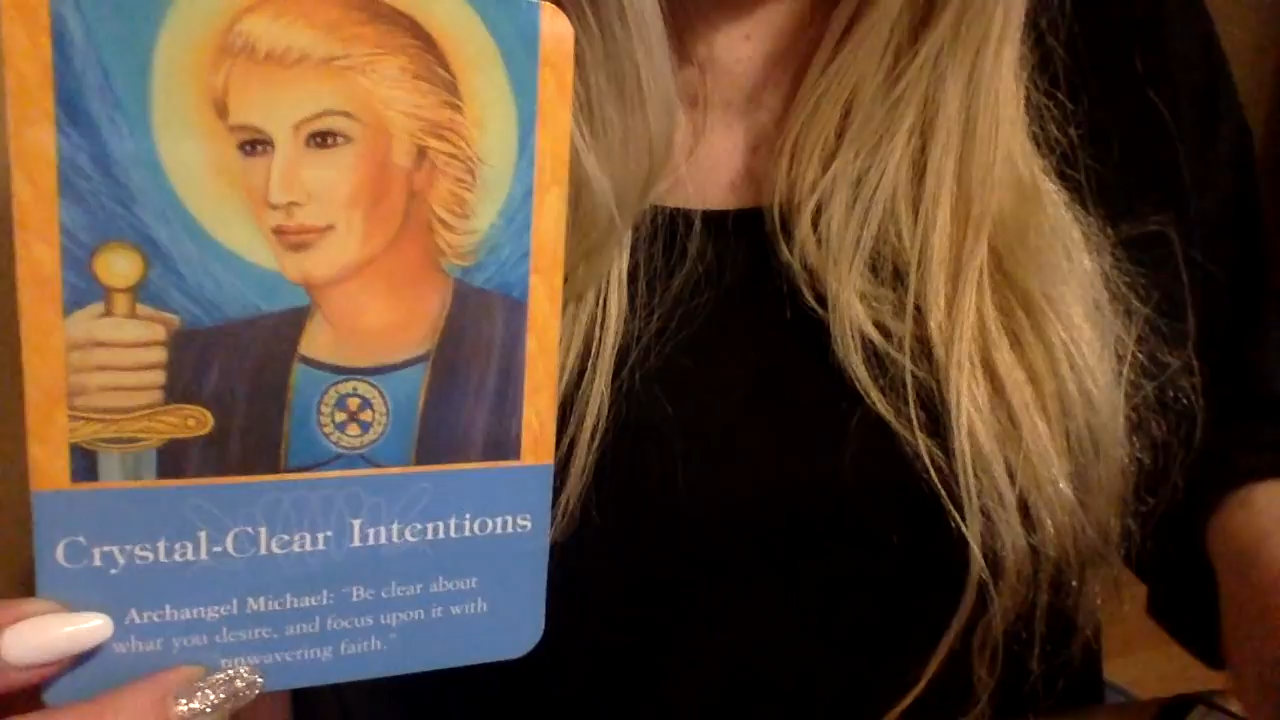 Crystal-Clear Intentions
Archangel Michael: "Be clear about
what you desire, and focus upon it with
unwavering faith."